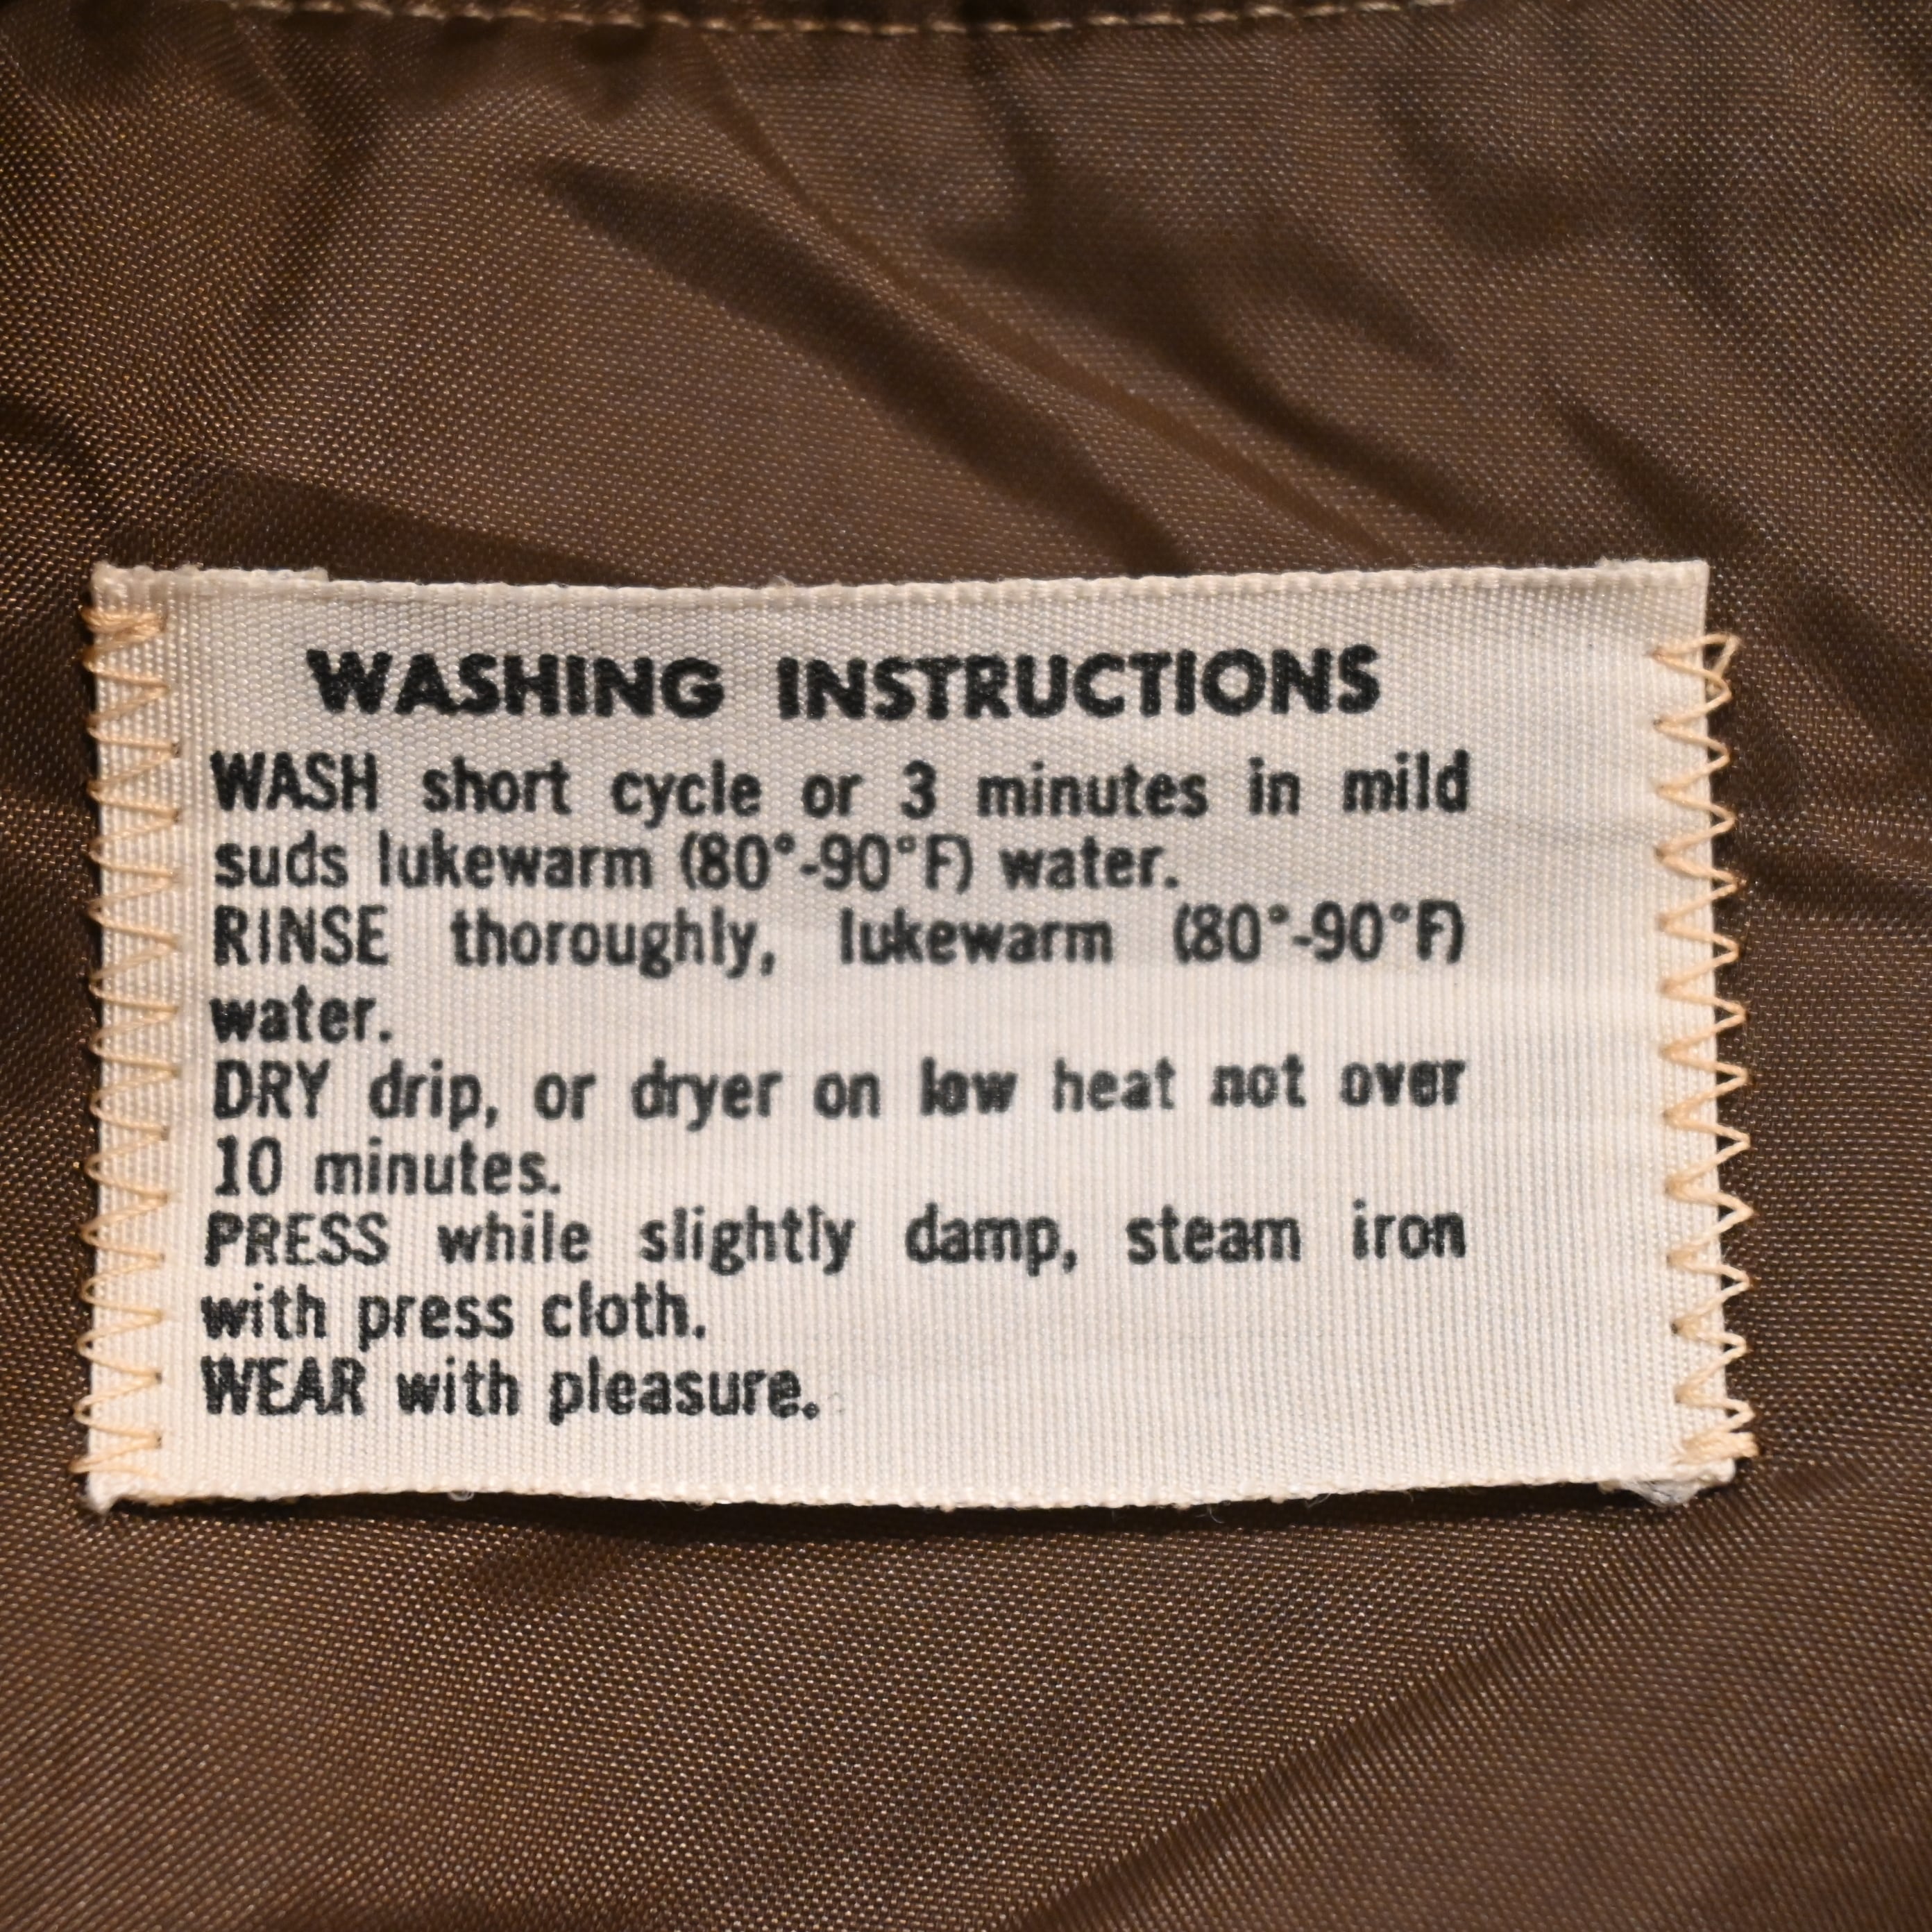 WASHING INSTRUCTIONS
WASH short cycle or 3 minutes in mild
suds lukewarm (80°-90°F) water.
RINSE thoroughly, lukewarm (80°-90°F)
water.
DRY drip, or dryer on low heat not over
10 minutes.
PRESS while slightly damp, steam iron
with press cloth.
WEAR with pleasure.